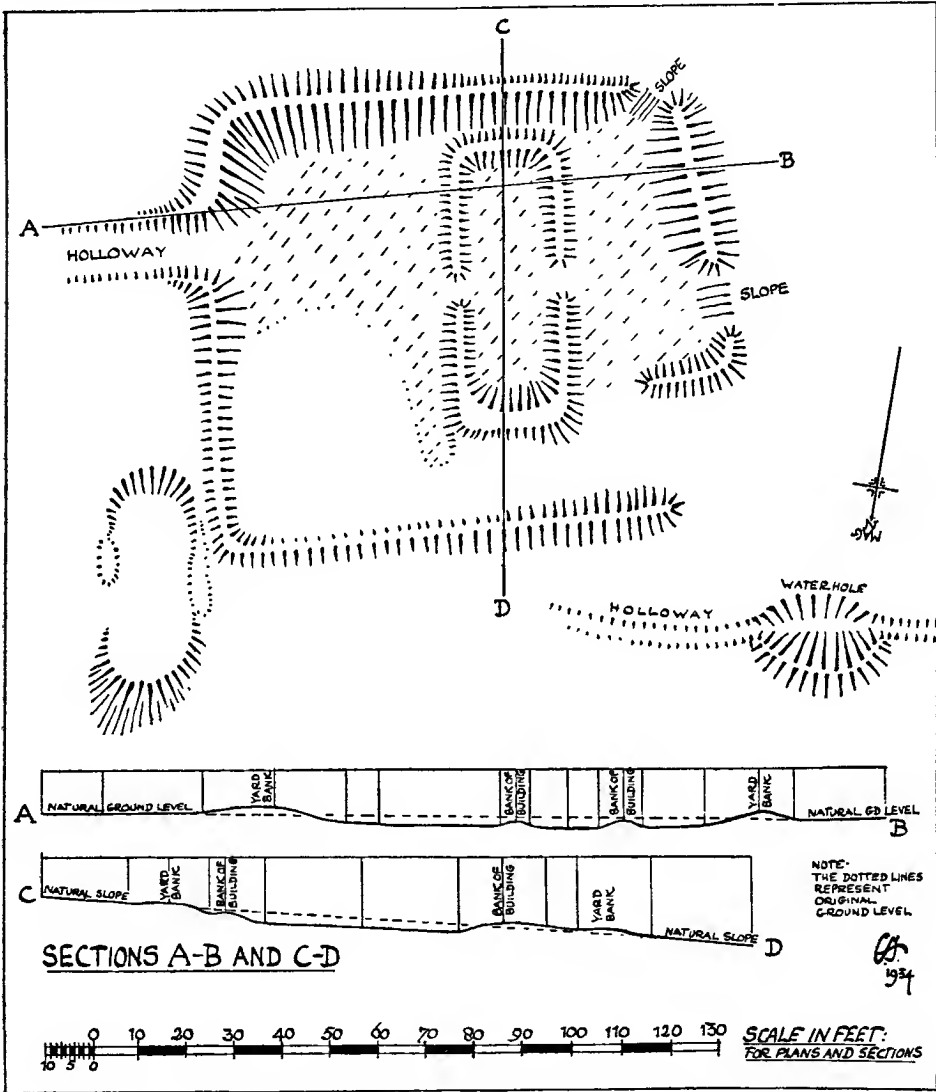 C
SLOPE
B
A
HOLLOWAY
SLOPE
MAG
D
HOLLOWAY
WATERHOLE
A
NATURAL GROUND LEVEL
YARD
BANK
BANK OF
BUILDING
BANK OF
BUILDING
YARD
BANK
NATURAL GD LEVEL
B
C
NATURAL SLOPE
YARD
BANK
BANK OF
BUILDING
BANK OF
BUILDING
YARD
BANK
NATURAL SLOPE
D
NOTE-
THE DOTTED LINES
REPRESENT
ORIGINAL
GROUND LEVEL
1934
SECTIONS A-B AND C-D
0 10 20 30 40 50 60 70 80 90 100 110 120 130
10 5 0
SCALE IN FEET:
FOR PLANS AND SECTIONS